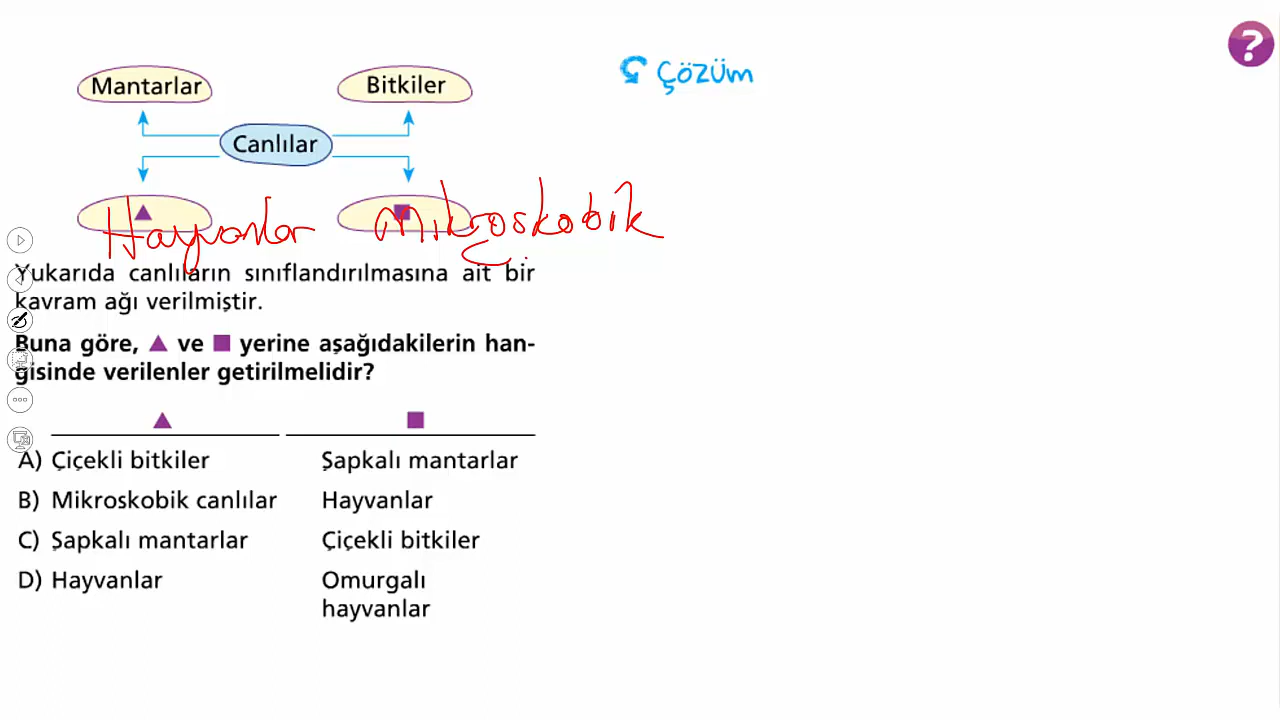 Mantarlar Bitkiler
Çözüm
Canlılar
▲ ■
Hayvanlar Mikroskobik
Yukarıda canlıların sınıflandırılmasına ait bir
kavram ağı verilmiştir.
Buna göre, ▲ ve ■ yerine aşağıdakilerin han-
gisinde verilenler getirilmelidir?
▲ ■
A) Çiçekli bitkiler Şapkalı mantarlar
B) Mikroskobik canlılar Hayvanlar
C) Şapkalı mantarlar Çiçekli bitkiler
D) Hayvanlar Omurgalı
hayvanlar
?